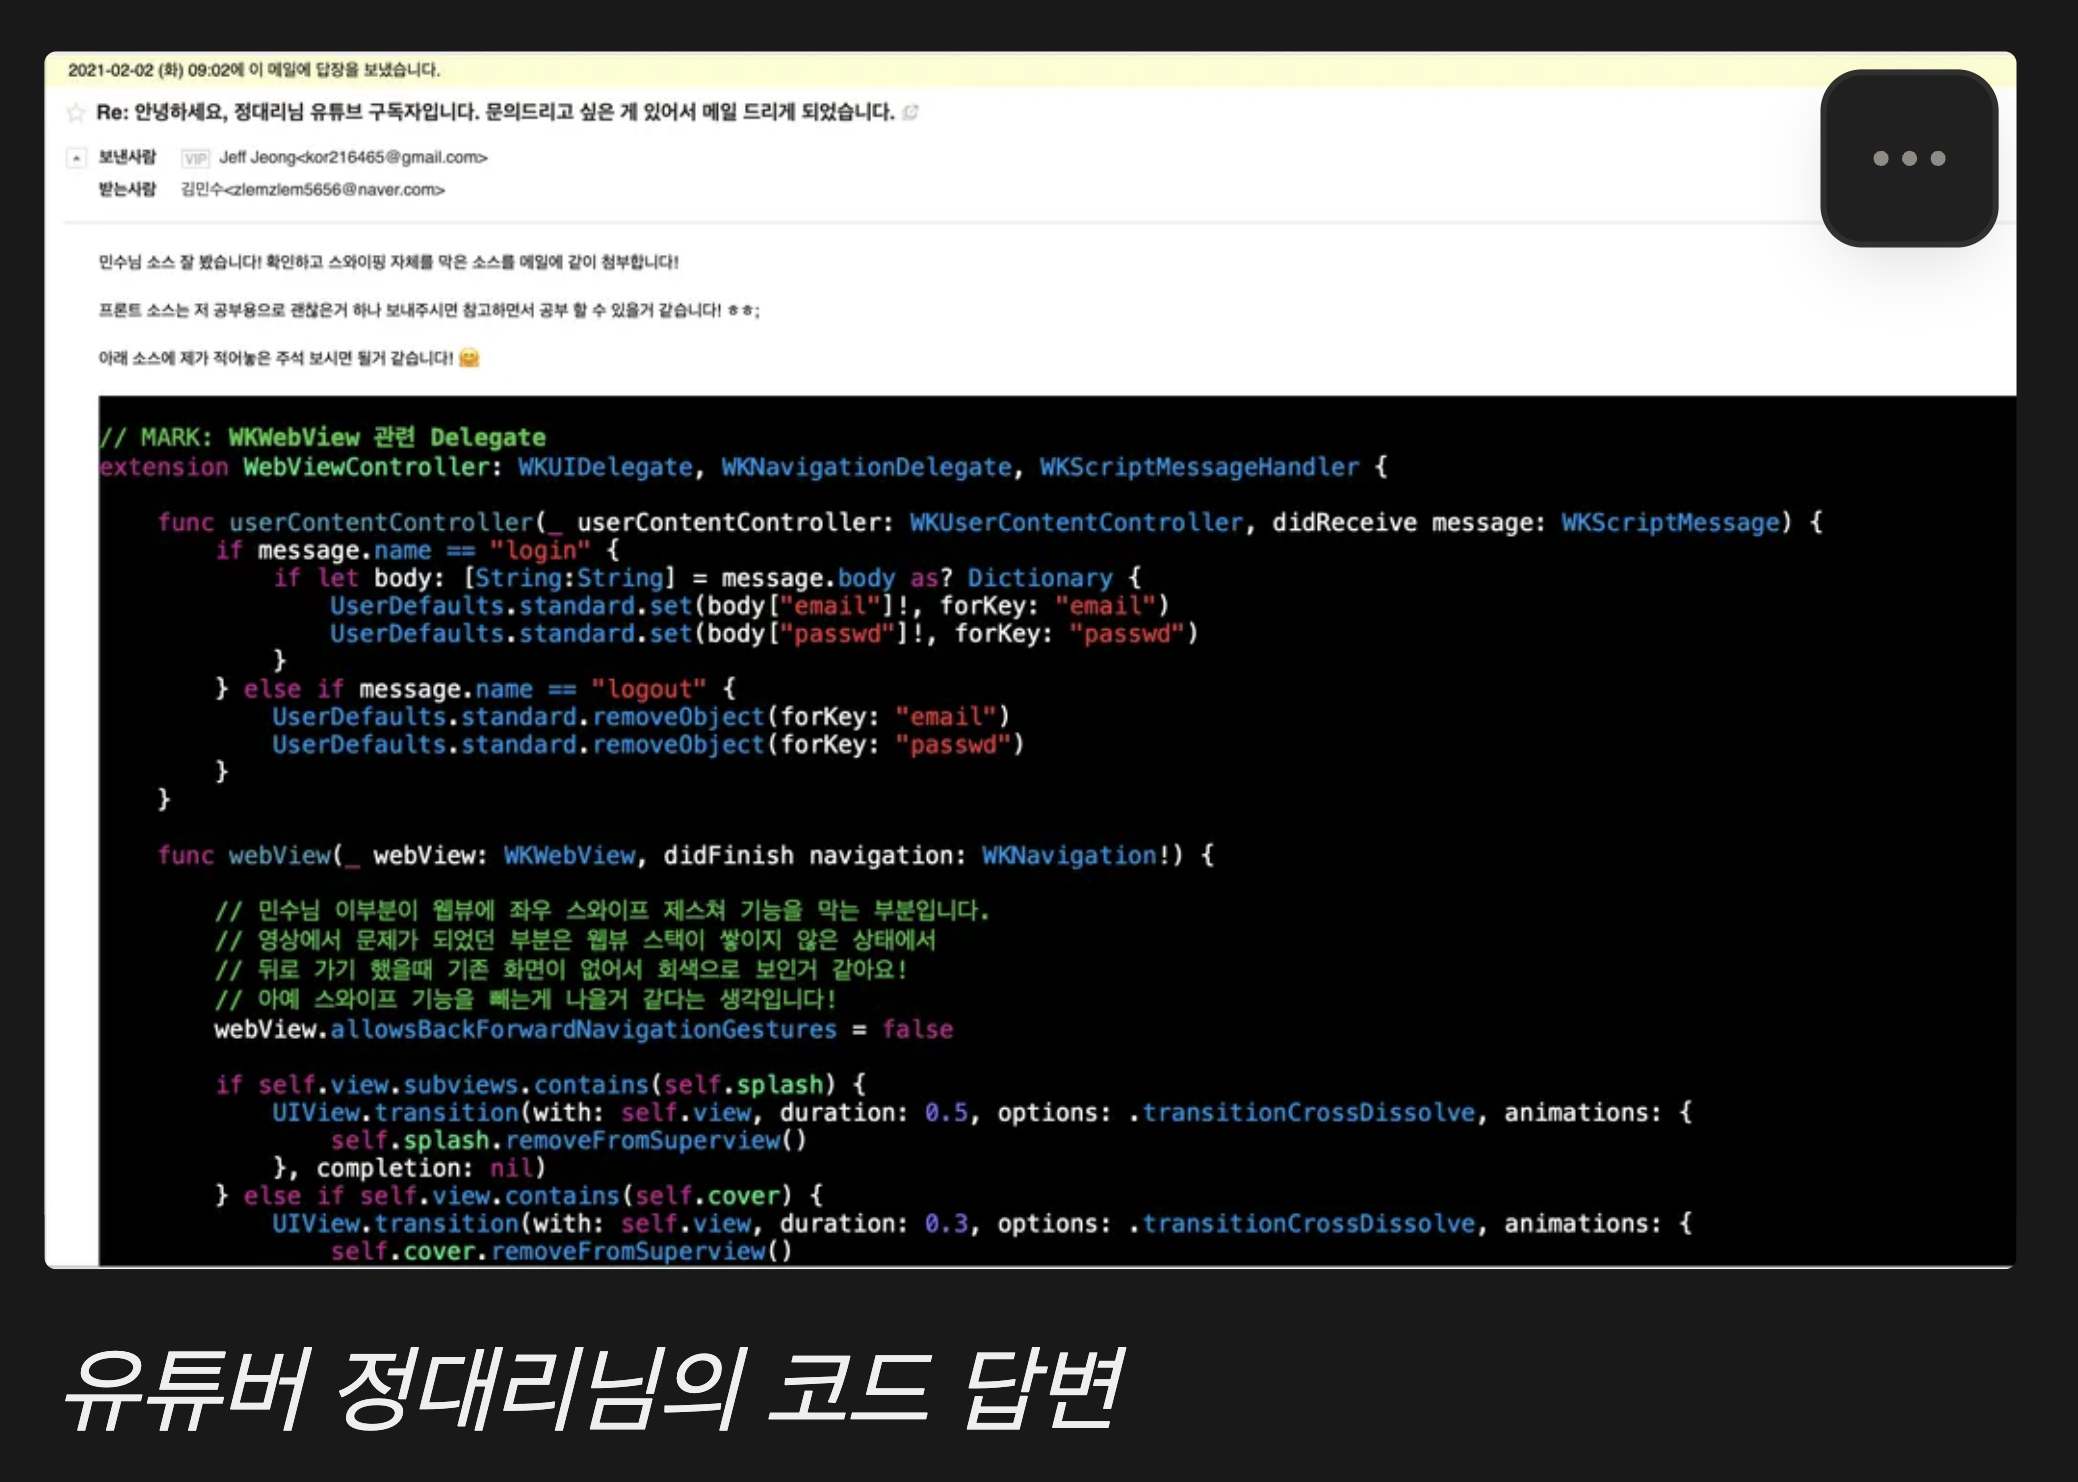 2021-02-02 (화) 09:02에 이 메일에 답장을 보냈습니다.
Re: 안녕하세요, 정대리님 유튜브 구독자입니다. 문의드리고 싶은 게 있어서 메일 드리게 되었습니다.
보낸사람 VIP Jeff Jeong<kor216465@gmail.com>
받는사람 김민수<zlemzlem5656@naver.com>
민수님 소스 잘 봤습니다! 확인하고 스와이핑 자체를 막은 소스를 메일에 같이 첨부합니다!
프론트 소스는 저 공부용으로 괜찮은거 하나 보내주시면 참고하면서 공부 할 수 있을거 같습니다! ㅎㅎ;
아래 소스에 제가 적어놓은 주석 보시면 될거 같습니다! 🤗
// MARK: WKWebView 관련 Delegate
extension WebViewController: WKUIDelegate, WKNavigationDelegate, WKScriptMessageHandler {
func userContentController(_ userContentController: WKUserContentController, didReceive message: WKScriptMessage) {
if message.name == "login" {
if let body: [String:String] = message.body as? Dictionary {
UserDefaults.standard.set(body["email"]!, forKey: "email")
UserDefaults.standard.set(body["passwd"]!, forKey: "passwd")
}
} else if message.name == "logout" {
UserDefaults.standard.removeObject(forKey: "email")
UserDefaults.standard.removeObject(forKey: "passwd")
}
}
func webView(_ webView: WKWebView, didFinish navigation: WKNavigation!) {
// 민수님 이부분이 웹뷰에 좌우 스와이프 제스쳐 기능을 막는 부분입니다.
// 영상에서 문제가 되었던 부분은 웹뷰 스택이 쌓이지 않은 상태에서
// 뒤로 가기 했을때 기존 화면이 없어서 회색으로 보인거 같아요!
// 아예 스와이프 기능을 빼는게 나을거 같다는 생각입니다!
webView.allowsBackForwardNavigationGestures = false
if self.view.subviews.contains(self.splash) {
UIView.transition(with: self.view, duration: 0.5, options: .transitionCrossDissolve, animations: {
self.splash.removeFromSuperview()
}, completion: nil)
} else if self.view.contains(self.cover) {
UIView.transition(with: self.view, duration: 0.3, options: .transitionCrossDissolve, animations: {
self.cover.removeFromSuperview()
유튜버 정대리님의 코드 답변